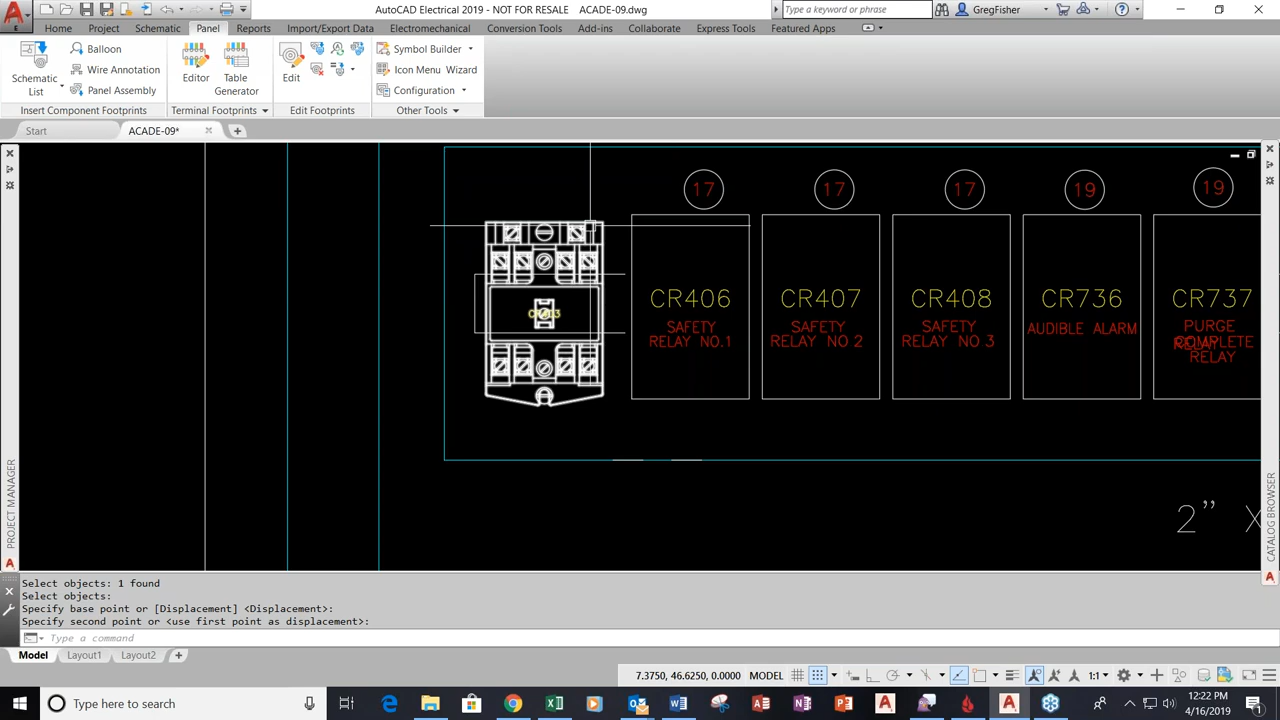 AutoCAD Electrical 2019 - NOT FOR RESALE ACADE-09.dwg
Type a keyword or phrase
GregFisher
E
Home Project Schematic Panel Reports Import/Export Data Electromechanical Conversion Tools Add-ins Collaborate Express Tools Featured Apps
Schematic List
Balloon
Wire Annotation
Panel Assembly
Editor
Table Generator
Edit
Symbol Builder
Icon Menu Wizard
Configuration
Insert Component Footprints
Terminal Footprints
Edit Footprints
Other Tools
Start
ACADE-09*
17 17 17 19 19
CR406 CR407 CR408 CR736 CR737
SAFETY
RELAY NO.1
SAFETY
RELAY NO 2
SAFETY
RELAY NO 3
AUDIBLE ALARM
PURGE
COMPLETE
RELAY
2" X
PROJECT MANAGER
CATALOG BROWSER
Select objects: 1 found
Select objects:
Specify base point or [Displacement] <Displacement>:
Specify second point or <use first point as displacement>:
Type a command
Model Layout1 Layout2
7.3750, 46.6250, 0.0000 MODEL
1:1
Type here to search
12:22 PM
4/16/2019